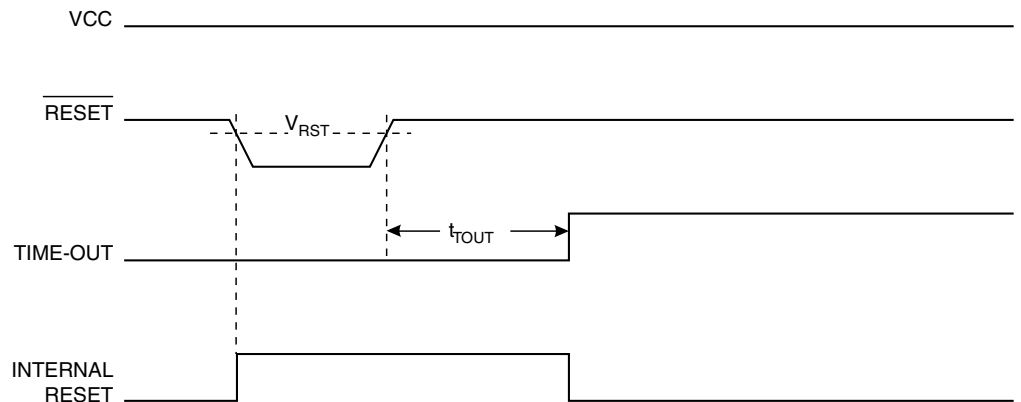 VCC
RESET
VRST
tTOUT
TIME-OUT
INTERNAL
RESET